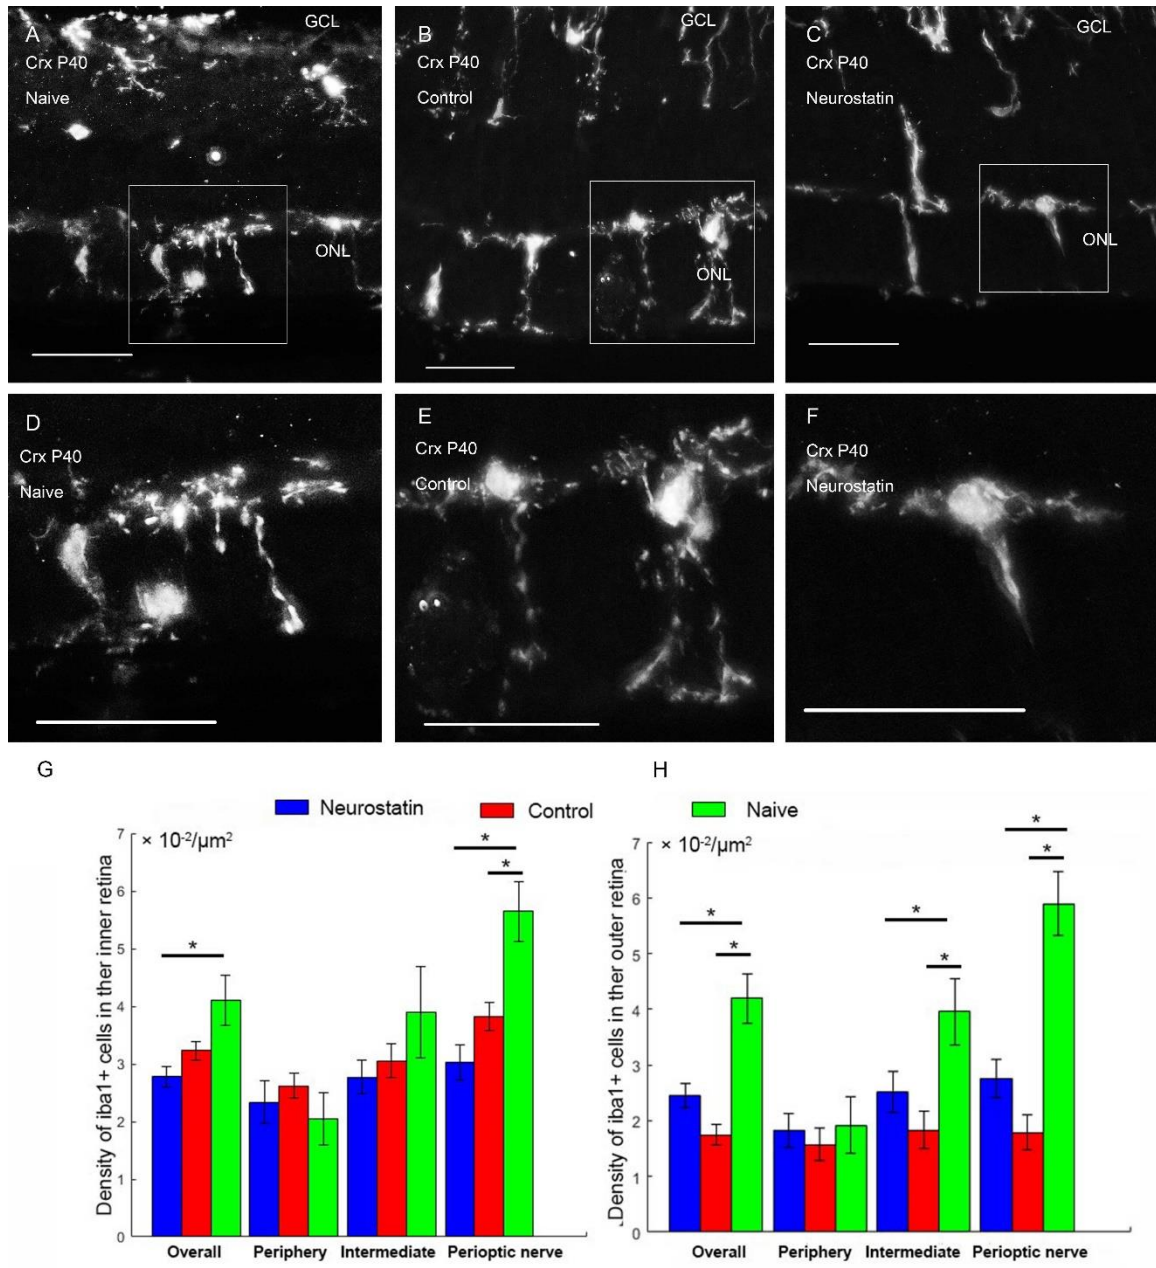 A
GCL
Crx P40
Naive
ONL
B
GCL
Crx P40
Control
ONL
C
GCL
Crx P40
Neurostatin
ONL
D
Crx P40
Naive
E
Crx P40
Control
F
Crx P40
Neurostatin
G
H
Neurostatin
Control
Naive
Density of iba1+ cells in ther inner retina
× 10-2/µm2
7
6
5
4
3
2
1
0
*
*
*
Overall
Periphery
Intermediate
Perioptic nerve
Density of iba1+ cells in ther outer retina
× 10-2/µm2
7
6
5
4
3
2
1
0
*
*
*
*
*
*
Overall
Periphery
Intermediate
Perioptic nerve